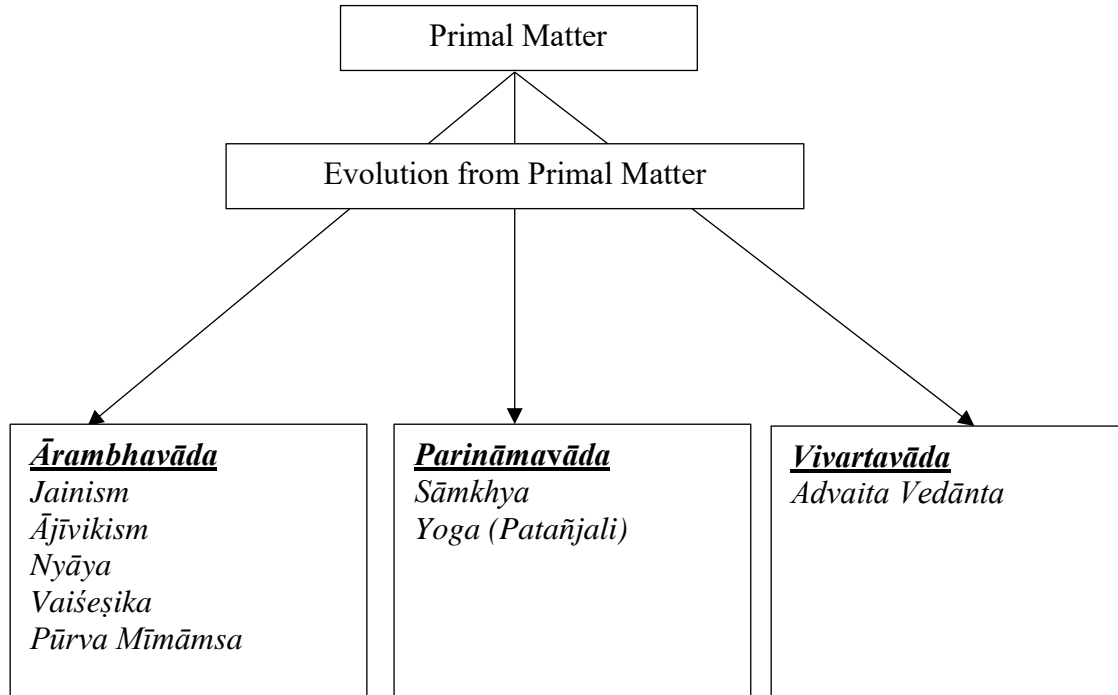 Primal Matter
Evolution from Primal Matter
Ārambhavāda
Jainism
Ājīvikism
Nyāya
Vaiśeṣika
Pūrva Mīmāmsa
Parināmavāda
Sāmkhya
Yoga (Patañjali)
Vivartavāda
Advaita Vedānta